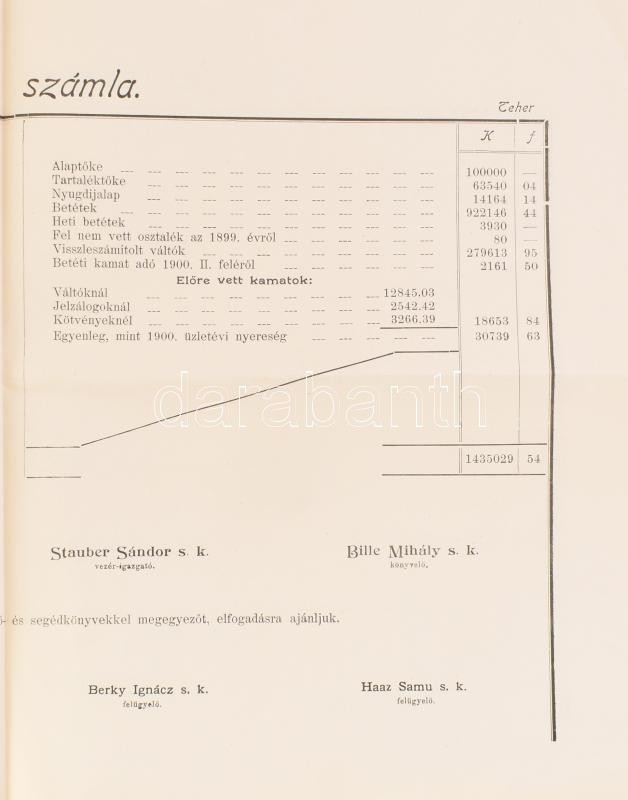 számla.
Teher
K f
Alaptőke 100000 —
Tartaléktőke 63540 04
Nyugdijalap 14164 14
Betétek 922146 44
Heti betétek 3930 —
Fel nem vett osztalék az 1899. évről 80 —
Visszleszámitolt váltók 279613 95
Betéti kamat adó 1900. II. feléről 2161 50
Előre vett kamatok:
Váltóknál 12845.03
Jelzálogoknál 2542.42
Kötvényeknél 3266.39 18653 84
Egyenleg, mint 1900. üzletévi nyereség 30739 63
darabanth
1435029 54
Stauber Sándor s. k. Bille Mihály s. k.
vezér-igazgató. könyvelő.
és segédkönyvekkel megegyezőt, elfogadásra ajánljuk.
Berky Ignácz s. k. Haaz Samu s. k.
felügyelő. felügyelő.